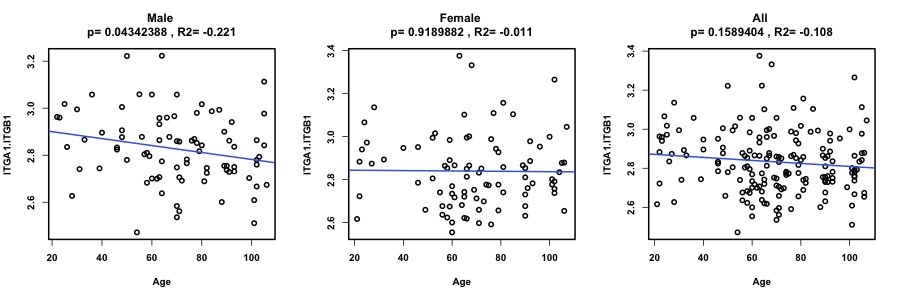 Male
p= 0.04342388 , R2= -0.221
ITGA1.ITGB1
3.2
3.0
2.8
2.6
20 40 60 80 100
Age
Female
p= 0.9189882 , R2= -0.011
ITGA1.ITGB1
3.4
3.2
3.0
2.8
2.6
20 40 60 80 100
Age
All
p= 0.1589404 , R2= -0.108
ITGA1.ITGB1
3.4
3.2
3.0
2.8
2.6
20 40 60 80 100
Age